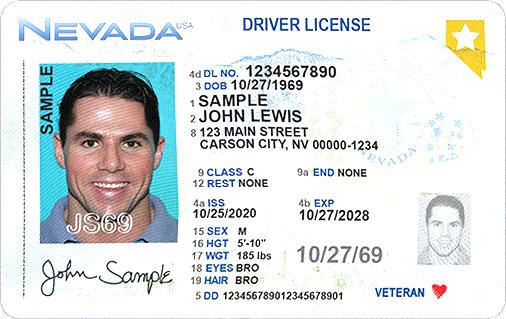 NEVADA USA DRIVER LICENSE
SAMPLE
4d DL NO. 1234567890
3 DOB 10/27/1969
1 SAMPLE
2 JOHN LEWIS
8 123 MAIN STREET
CARSON CITY, NV 00000-1234
NEVADA
9 CLASS C 9a END NONE
12 REST NONE
4a ISS 4b EXP
10/25/2020 10/27/2028
JS69
15 SEX M
16 HGT 5'-10"
17 WGT 185 lbs
10/27/69
18 EYES BRO
19 HAIR BRO
5 DD 123456789012345678901
John Sample
VETERAN